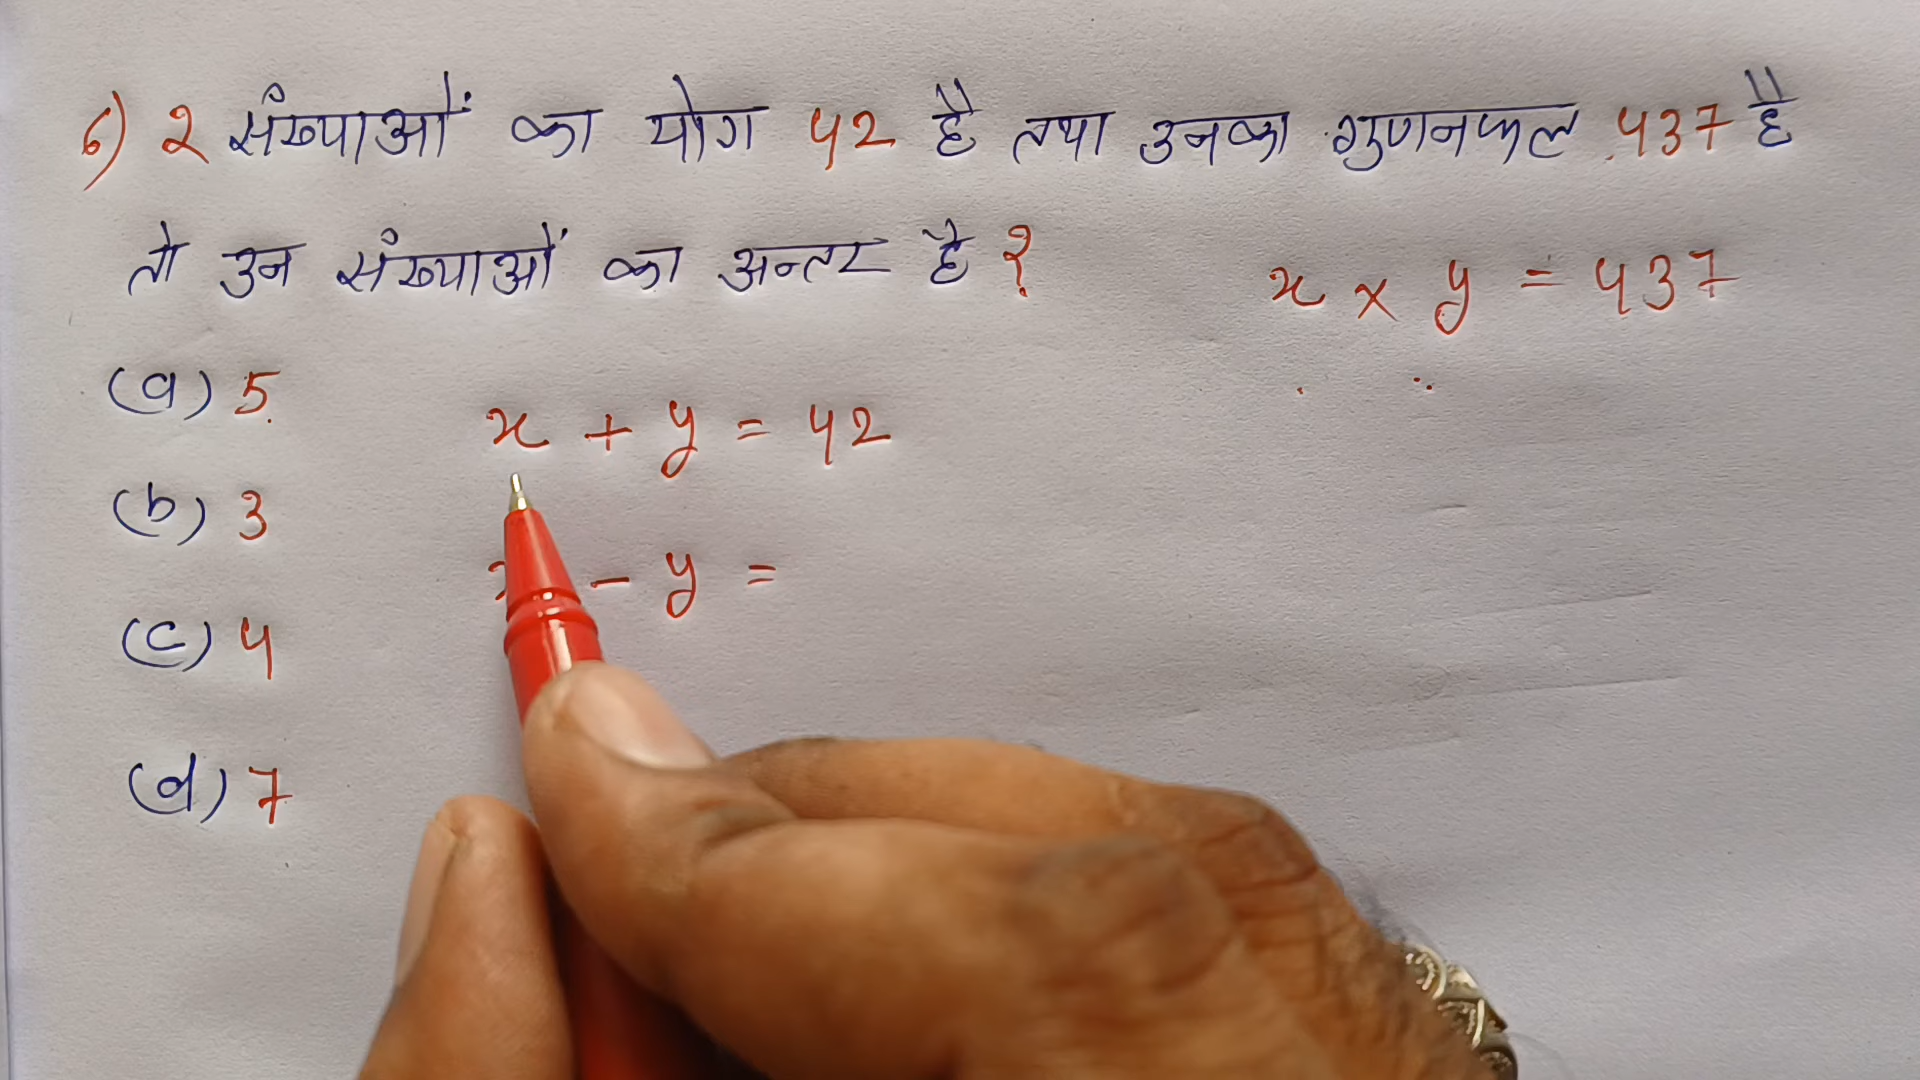 6) 2 संख्याओं का योग 42 है तथा उनका गुणनफल 437 है
तो उन संख्याओं का अन्तर है ?
x × y = 437
(a) 5
x + y = 42
(b) 3
- y =
(c) 4
(d) 7